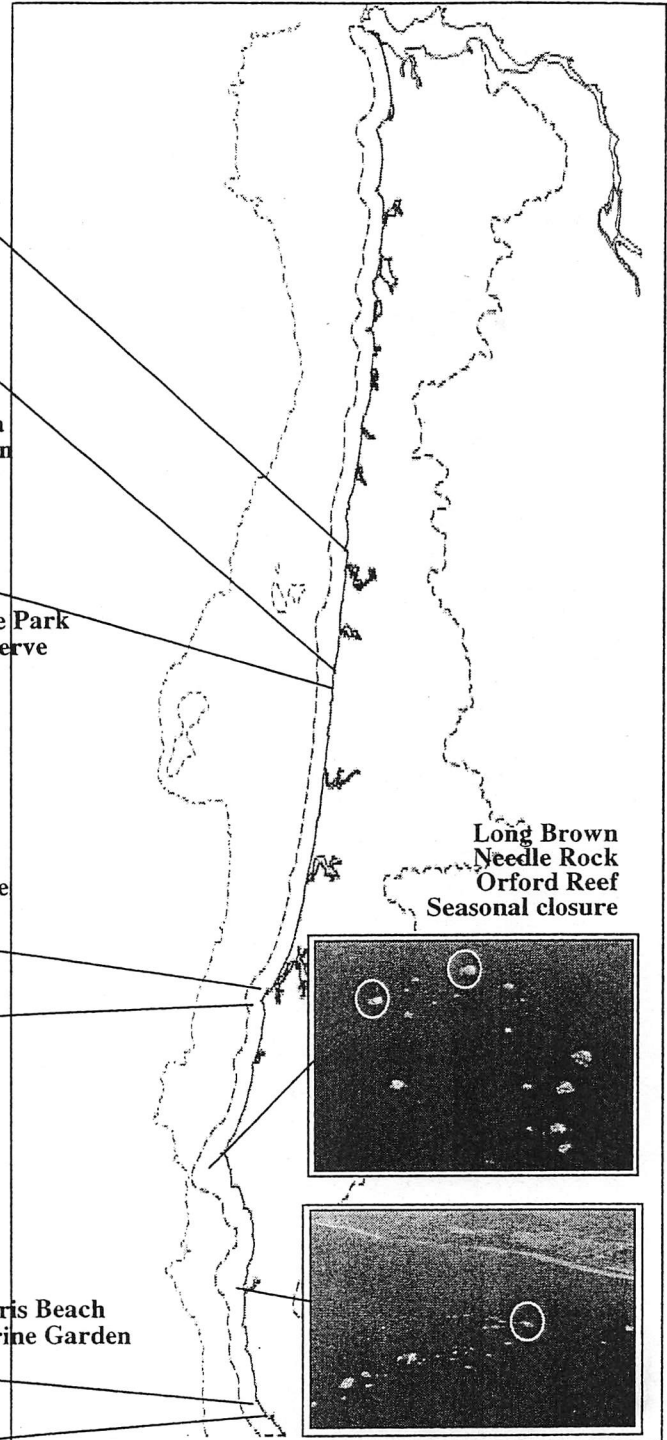 n
e Park
erve
Long Brown
Needle Rock
Orford Reef
Seasonal closure
e
ris Beach
rine Garden